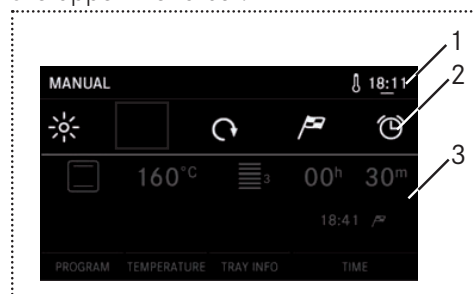 1
MANUAL 18:11
2
3
160°C 3 00h 30m
18:41
PROGRAM TEMPERATURE TRAY INFO TIME